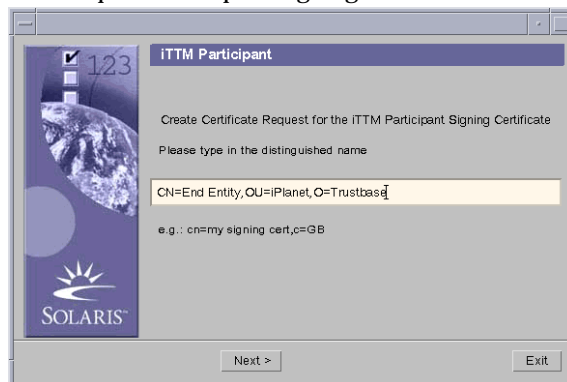 123
iTTM Participant
Create Certificate Request for the iTTM Participant Signing Certificate
Please type in the distinguished name
CN=End Entity,OU=iPlanet,O=Trustbase
e.g.: cn=my signing cert,c=GB
SOLARIS™
Next >
Exit